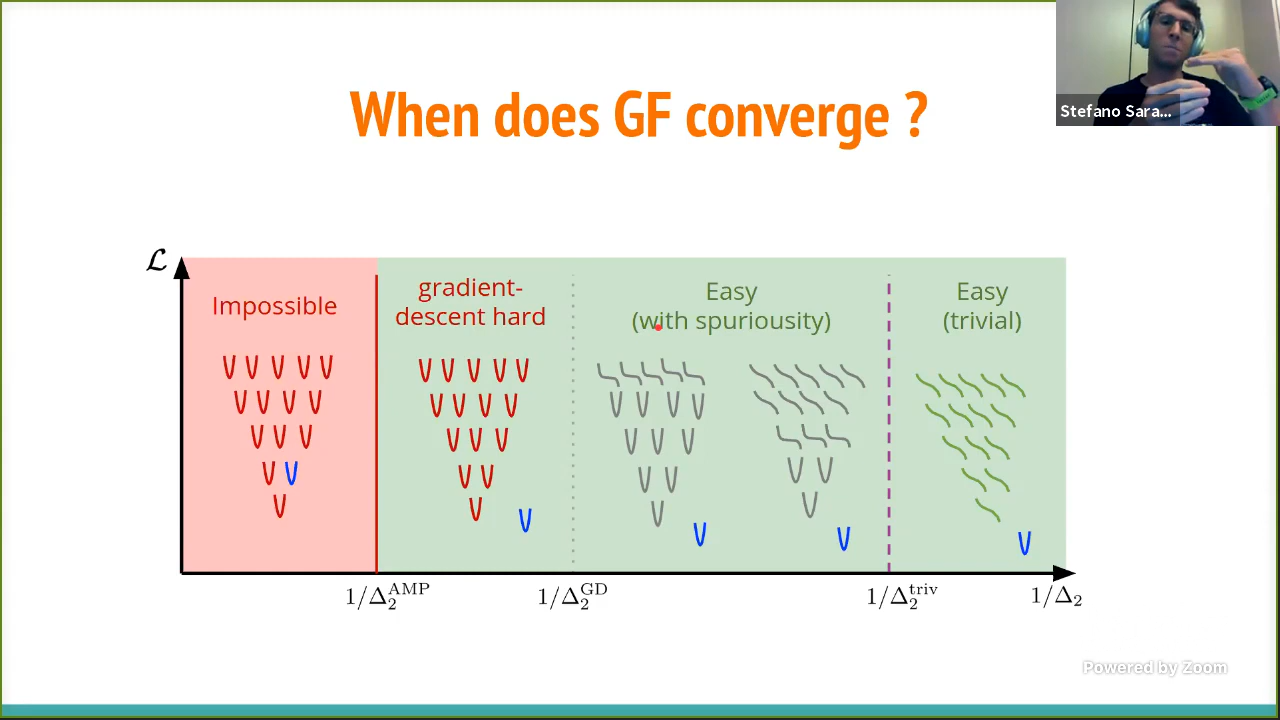 When does GF converge ?
Stefano Sara...
ℒ
Impossible
gradient-
descent hard
Easy
(with spuriousity)
Easy
(trivial)
1/Δ₂^AMP
1/Δ₂^GD
1/Δ₂^triv
1/Δ₂
Powered by Zoom